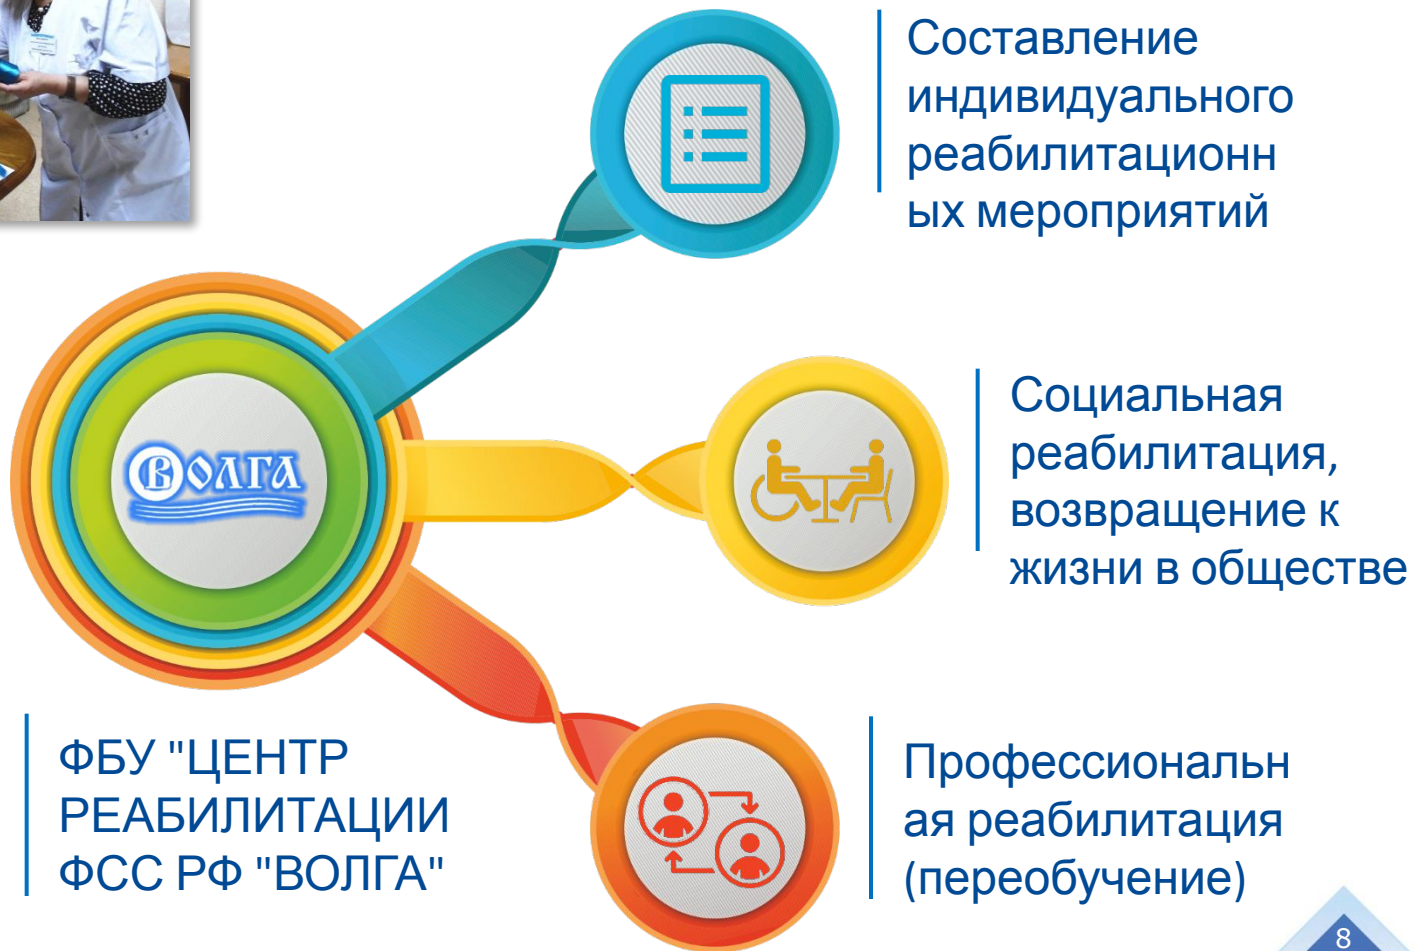 Составление
индивидуального
реабилитационн
ых мероприятий
ВОЛГА
Социальная
реабилитация,
возвращение к
жизни в обществе
ФБУ "ЦЕНТР
РЕАБИЛИТАЦИИ
ФСС РФ "ВОЛГА"
Профессиональн
ая реабилитация
(переобучение)
8